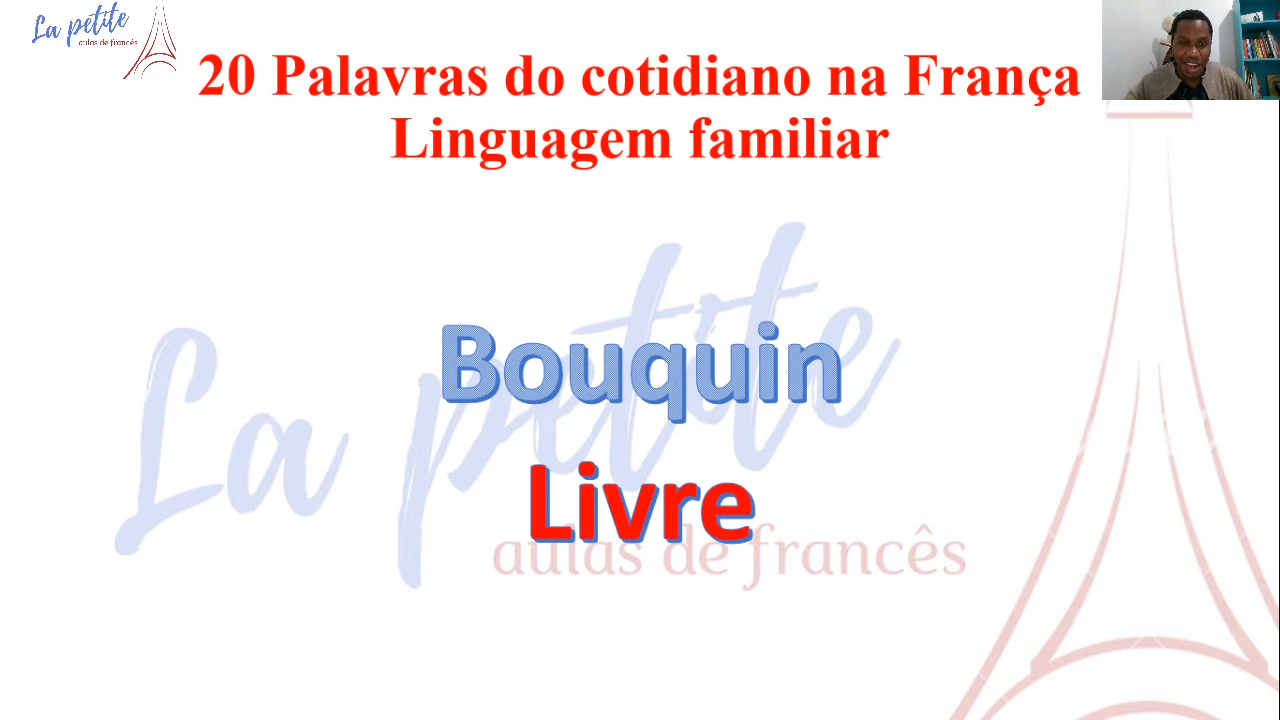 La petite
aulas de francês
20 Palavras do cotidiano na França
Linguagem familiar
Bouquin
Livre
La petite
aulas de francês